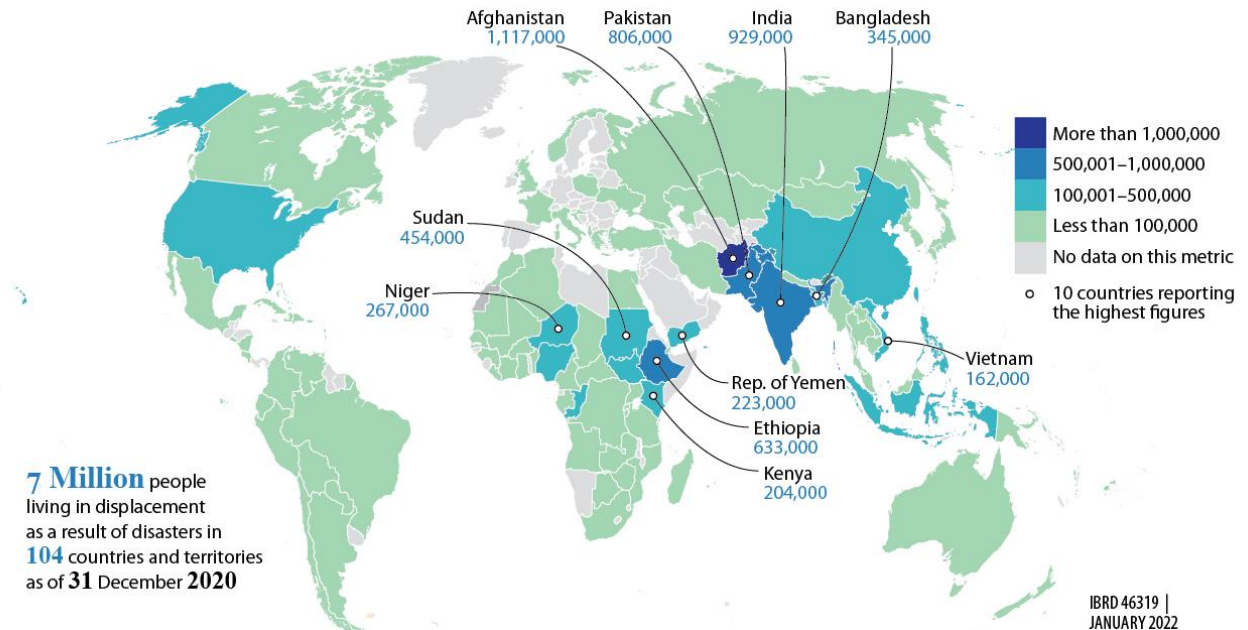 Afghanistan
1,117,000
Pakistan
806,000
India
929,000
Bangladesh
345,000
More than 1,000,000
500,001–1,000,000
100,001–500,000
Less than 100,000
No data on this metric
10 countries reporting
the highest figures
Sudan
454,000
Niger
267,000
Vietnam
162,000
Rep. of Yemen
223,000
Ethiopia
633,000
Kenya
204,000
7 Million people
living in displacement
as a result of disasters in
104 countries and territories
as of 31 December 2020
IBRD 46319 |
JANUARY 2022